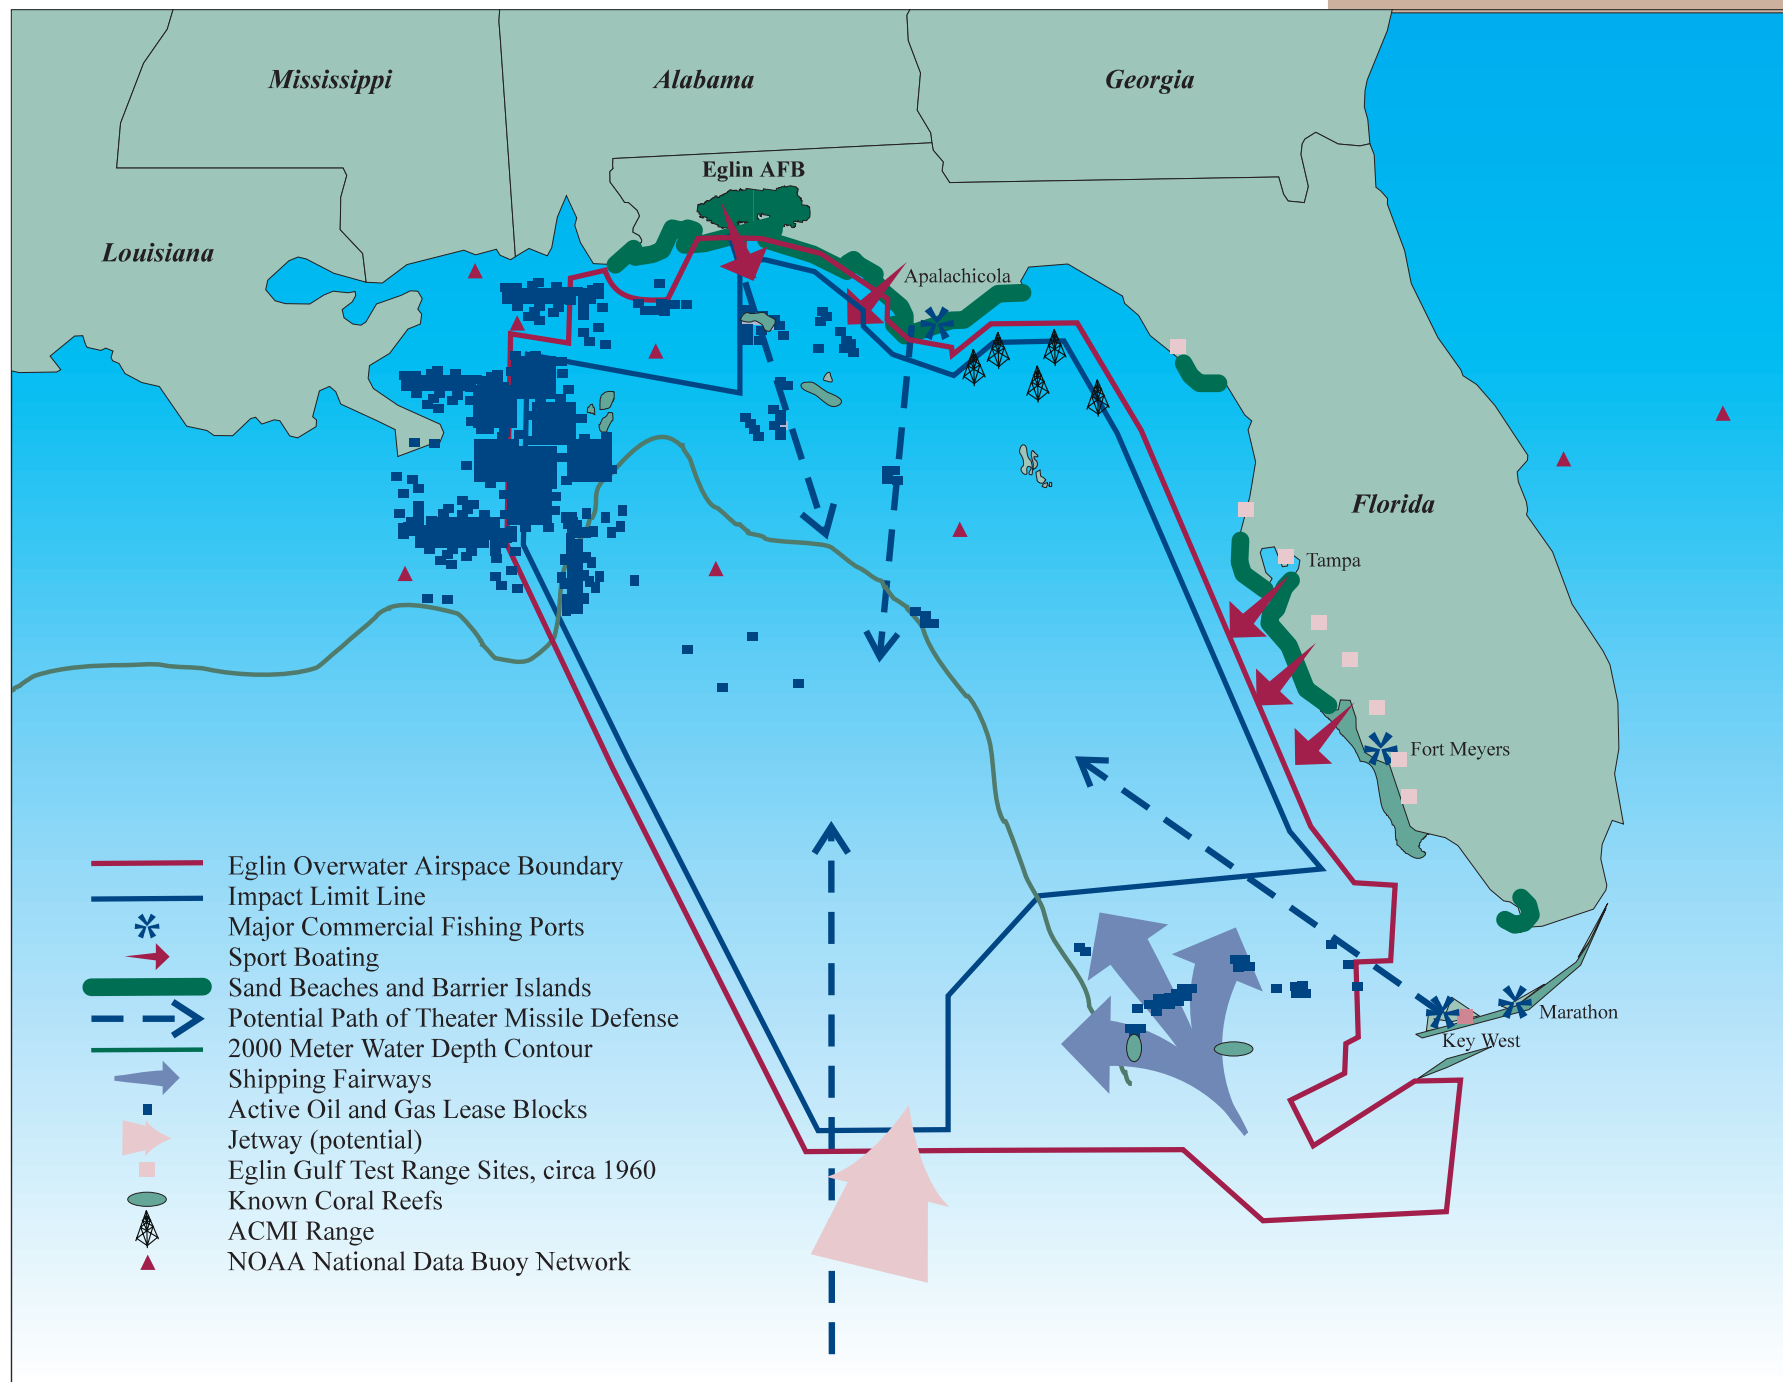 Mississippi
Alabama
Georgia
Eglin AFB
Louisiana
Apalachicola
Florida
Tampa
Fort Meyers
Marathon
Key West
Eglin Overwater Airspace Boundary
Impact Limit Line
Major Commercial Fishing Ports
Sport Boating
Sand Beaches and Barrier Islands
Potential Path of Theater Missile Defense
2000 Meter Water Depth Contour
Shipping Fairways
Active Oil and Gas Lease Blocks
Jetway (potential)
Eglin Gulf Test Range Sites, circa 1960
Known Coral Reefs
ACMI Range
NOAA National Data Buoy Network